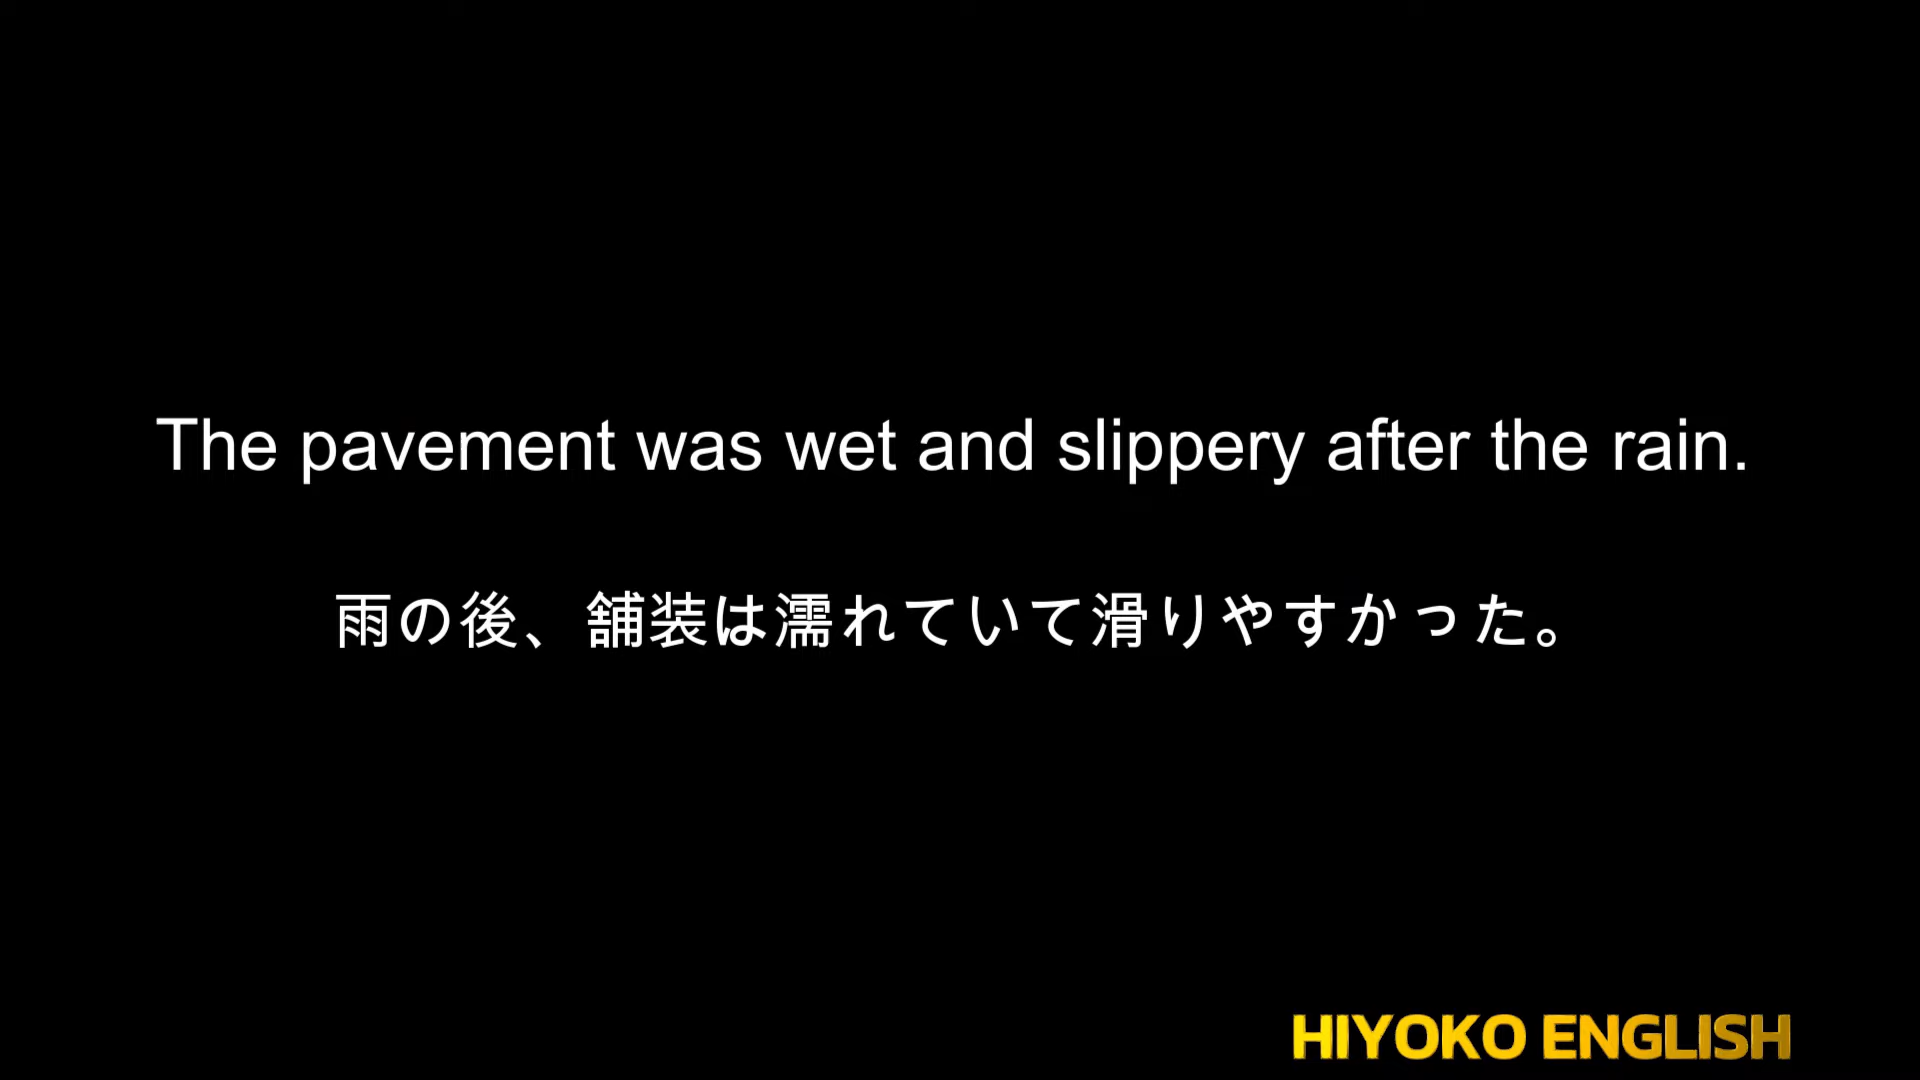 The pavement was wet and slippery after the rain.
雨の後、舗装は濡れていて滑りやすかった。
HIYOKO ENGLISH